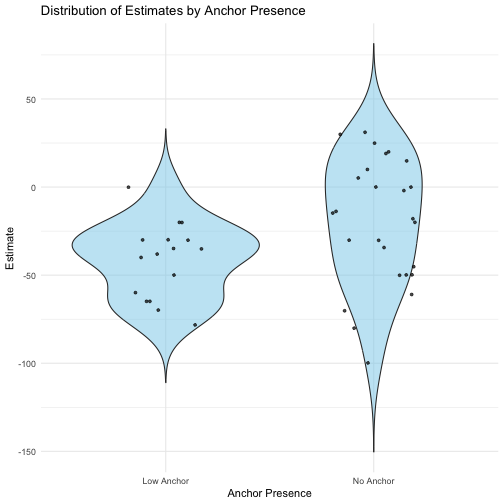 Distribution of Estimates by Anchor Presence
50
0
-50
-100
-150
Estimate
Low Anchor
No Anchor
Anchor Presence